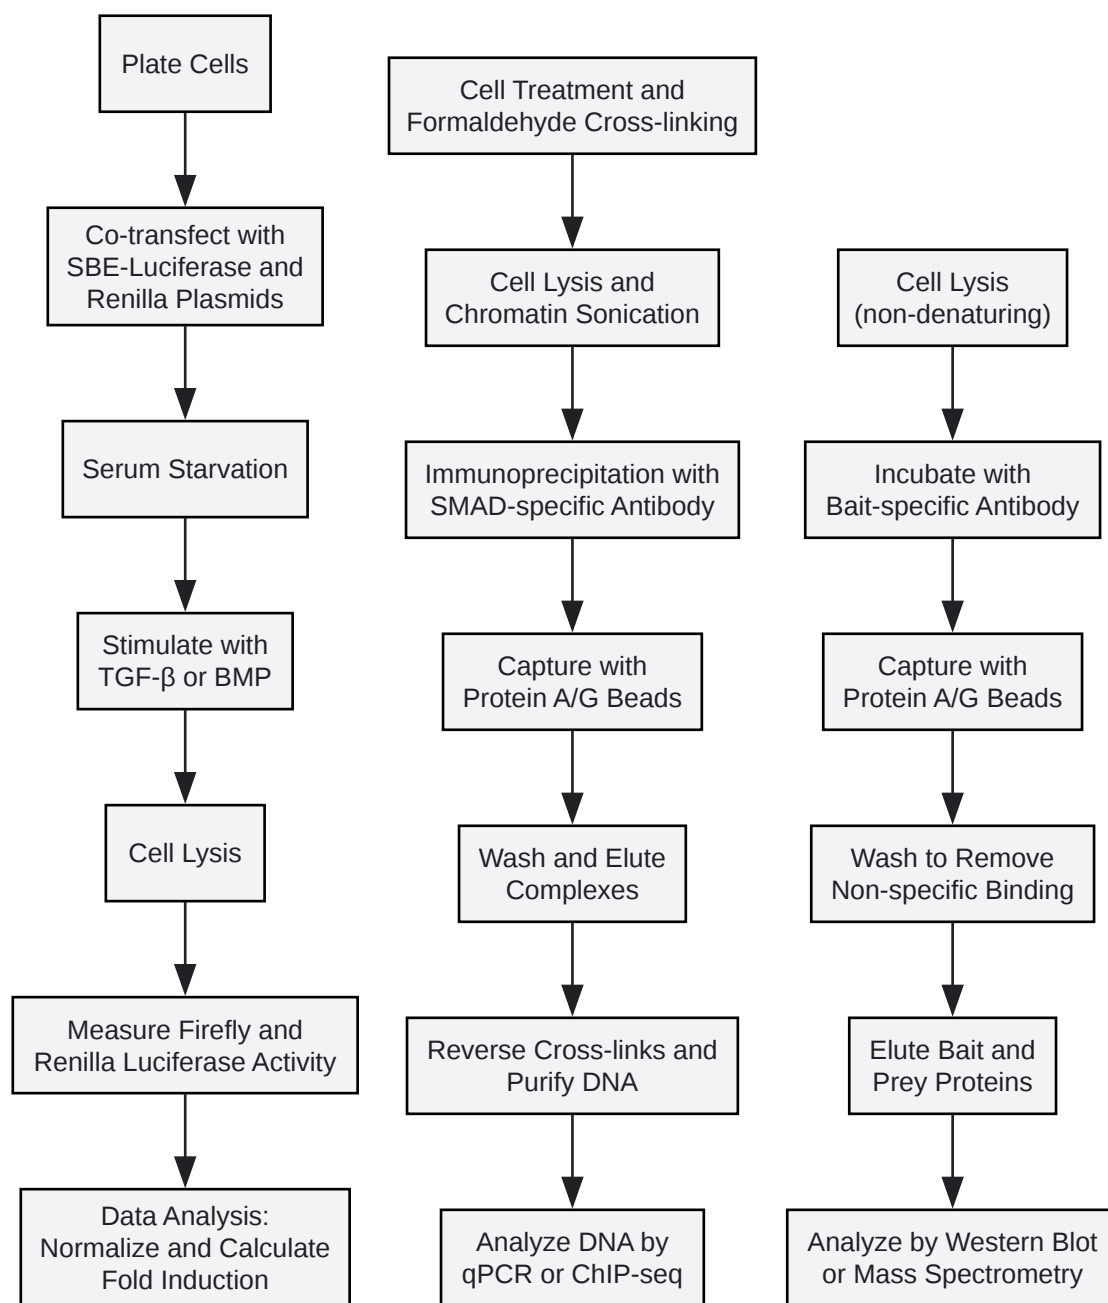 Plate Cells
Co-transfect with
SBE-Luciferase and
Renilla Plasmids
Serum Starvation
Stimulate with
TGF-β or BMP
Cell Lysis
Measure Firefly and
Renilla Luciferase Activity
Data Analysis:
Normalize and Calculate
Fold Induction
Cell Treatment and
Formaldehyde Cross-linking
Cell Lysis and
Chromatin Sonication
Immunoprecipitation with
SMAD-specific Antibody
Capture with
Protein A/G Beads
Wash and Elute
Complexes
Reverse Cross-links and
Purify DNA
Analyze DNA by
qPCR or ChIP-seq
Cell Lysis
(non-denaturing)
Incubate with
Bait-specific Antibody
Capture with
Protein A/G Beads
Wash to Remove
Non-specific Binding
Elute Bait and
Prey Proteins
Analyze by Western Blot
or Mass Spectrometry